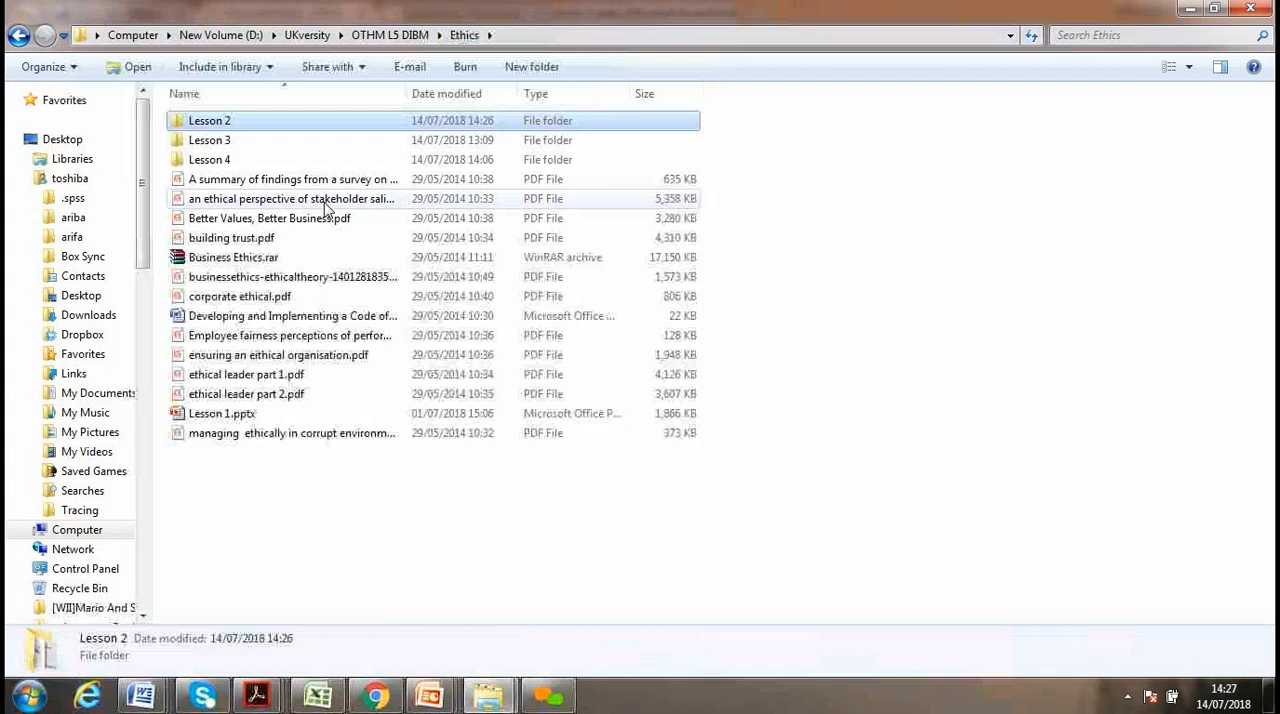 Computer New Volume (D:) UKversity OTHM L5 DIBM Ethics Search Ethics
Organize Open Include in library Share with E-mail Burn New folder
Name Date modified Type Size
Lesson 2 14/07/2018 14:26 File folder
Lesson 3 14/07/2018 13:09 File folder
Lesson 4 14/07/2018 14:06 File folder
A summary of findings from a survey on ... 29/05/2014 10:38 PDF File 635 KB
an ethical perspective of stakeholder sali... 29/05/2014 10:33 PDF File 5,358 KB
Better Values, Better Business.pdf 29/05/2014 10:38 PDF File 3,280 KB
building trust.pdf 29/05/2014 10:34 PDF File 4,310 KB
Business Ethics.rar 29/05/2014 11:11 WinRAR archive 17,150 KB
businessethics-ethicaltheory-1401281835... 29/05/2014 10:49 PDF File 1,573 KB
corporate ethical.pdf 29/05/2014 10:40 PDF File 806 KB
Developing and Implementing a Code of... 29/05/2014 10:30 Microsoft Office ... 22 KB
Employee fairness perceptions of perfor... 29/05/2014 10:36 PDF File 128 KB
ensuring an eithical organisation.pdf 29/05/2014 10:36 PDF File 1,948 KB
ethical leader part 1.pdf 29/05/2014 10:34 PDF File 4,126 KB
ethical leader part 2.pdf 29/05/2014 10:35 PDF File 3,607 KB
Lesson 1.pptx 01/07/2018 15:06 Microsoft Office P... 1,866 KB
managing ethically in corrupt environm... 29/05/2014 10:32 PDF File 373 KB
Favorites
Desktop
Libraries
toshiba
.spss
ariba
arifa
Box Sync
Contacts
Desktop
Downloads
Dropbox
Favorites
Links
My Documents
My Music
My Pictures
My Videos
Saved Games
Searches
Tracing
Computer
Network
Control Panel
Recycle Bin
[WII]Mario And S
Lesson 2 Date modified: 14/07/2018 14:26
File folder
14:27
14/07/2018